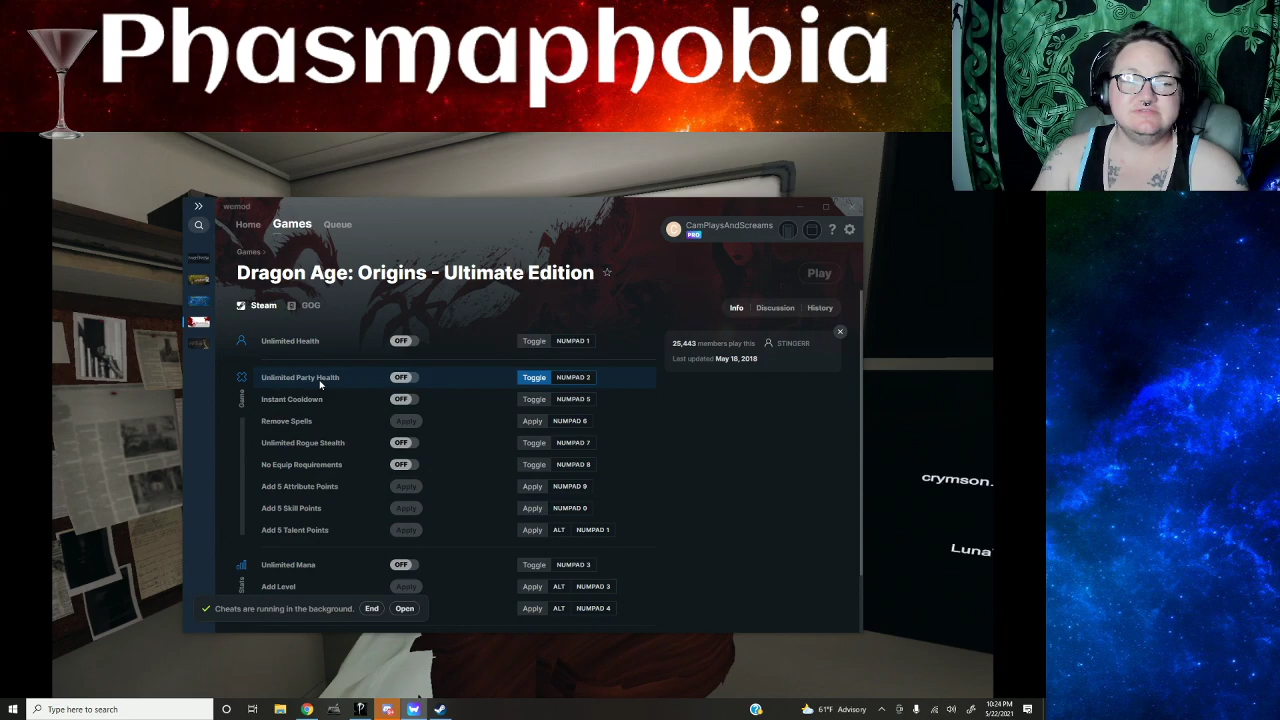 Phasmaphobia
wemod
Home Games Queue
CamPlaysAndScreams
PRO
Games ›
Dragon Age: Origins - Ultimate Edition
Play
Steam GOG
Info Discussion History
Unlimited Health OFF Toggle NUMPAD 1
25,443 members play this STINGERR
Last updated May 18, 2018
Game
Unlimited Party Health OFF Toggle NUMPAD 2
Instant Cooldown OFF Toggle NUMPAD 5
Remove Spells Apply Apply NUMPAD 6
Unlimited Rogue Stealth OFF Toggle NUMPAD 7
No Equip Requirements OFF Toggle NUMPAD 8
Add 5 Attribute Points Apply Apply NUMPAD 9
Add 5 Skill Points Apply Apply NUMPAD 0
Add 5 Talent Points Apply Apply ALT NUMPAD 1
Stats
Unlimited Mana OFF Toggle NUMPAD 3
Add Level Apply Apply ALT NUMPAD 3
Cheats are running in the background. End Open
Apply ALT NUMPAD 4
crymson.
Luna
Type here to search
61°F Advisory
10:24 PM
5/22/2021